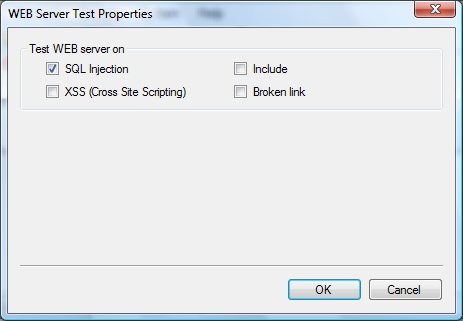 WEB Server Test Properties
Test WEB server on
SQL Injection
Include
XSS (Cross Site Scripting)
Broken link
OK
Cancel